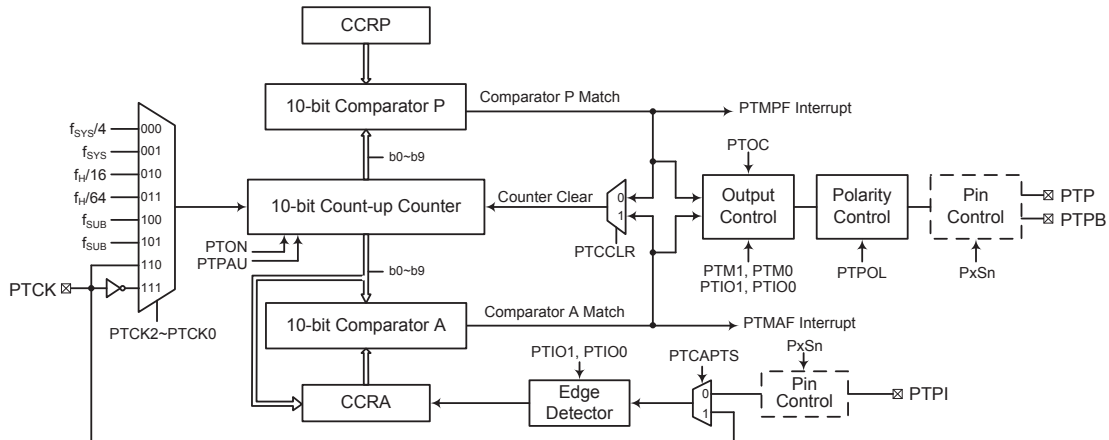 CCRP
10-bit Comparator P
Comparator P Match
PTMPF Interrupt
b0~b9
PTOC
fSYS/4
fSYS
fH/16
fH/64
fSUB
fSUB
000
001
010
011
100
101
110
111
PTCK
PTCK2~PTCK0
10-bit Count-up Counter
PTON
PTPAU
Counter Clear
0
1
PTCCLR
Output
Control
PTM1, PTM0
PTIO1, PTIO0
Polarity
Control
PTPOL
Pin
Control
PxSn
PTP
PTPB
b0~b9
10-bit Comparator A
Comparator A Match
PTMAF Interrupt
CCRA
PTIO1, PTIO0
Edge
Detector
PTCAPTS
0
1
PxSn
Pin
Control
PTPI